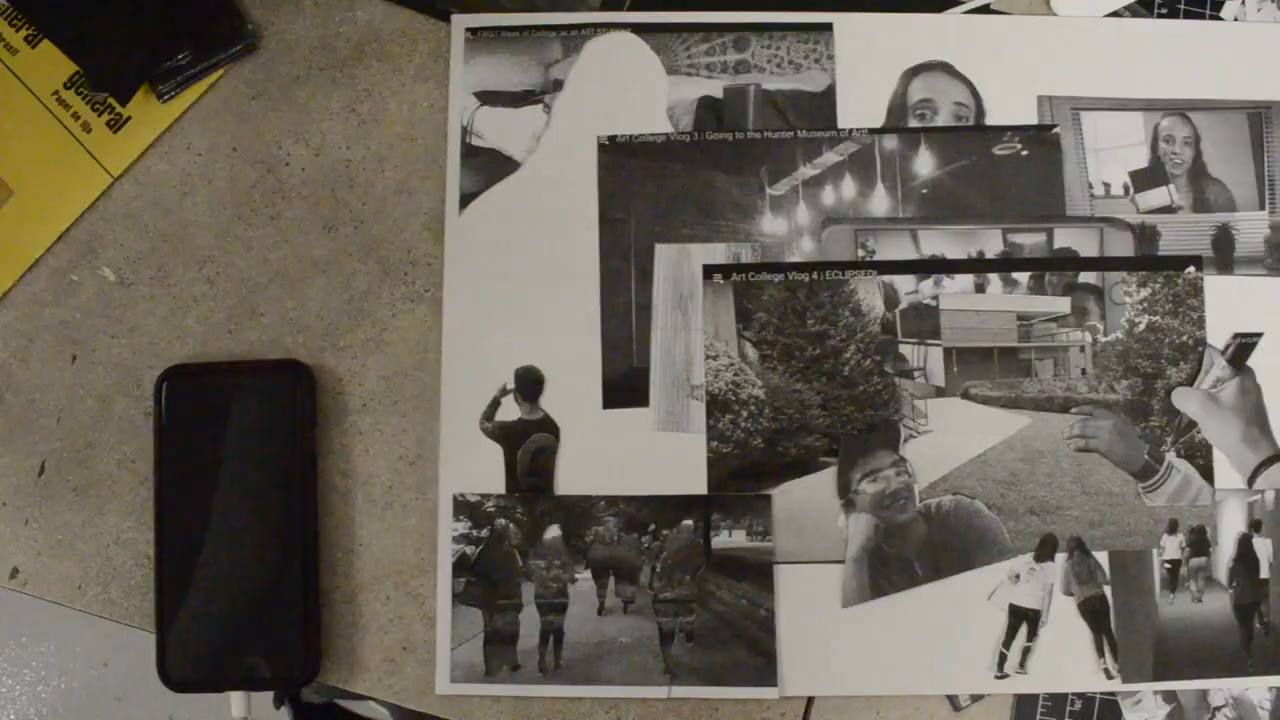 general
general
Papel de lija
FIRST Week of College as an ART STUDENT
Art College Vlog 3 | Going to the Hunter Museum of Art!
Art College Vlog 4 | ECLIPSED!